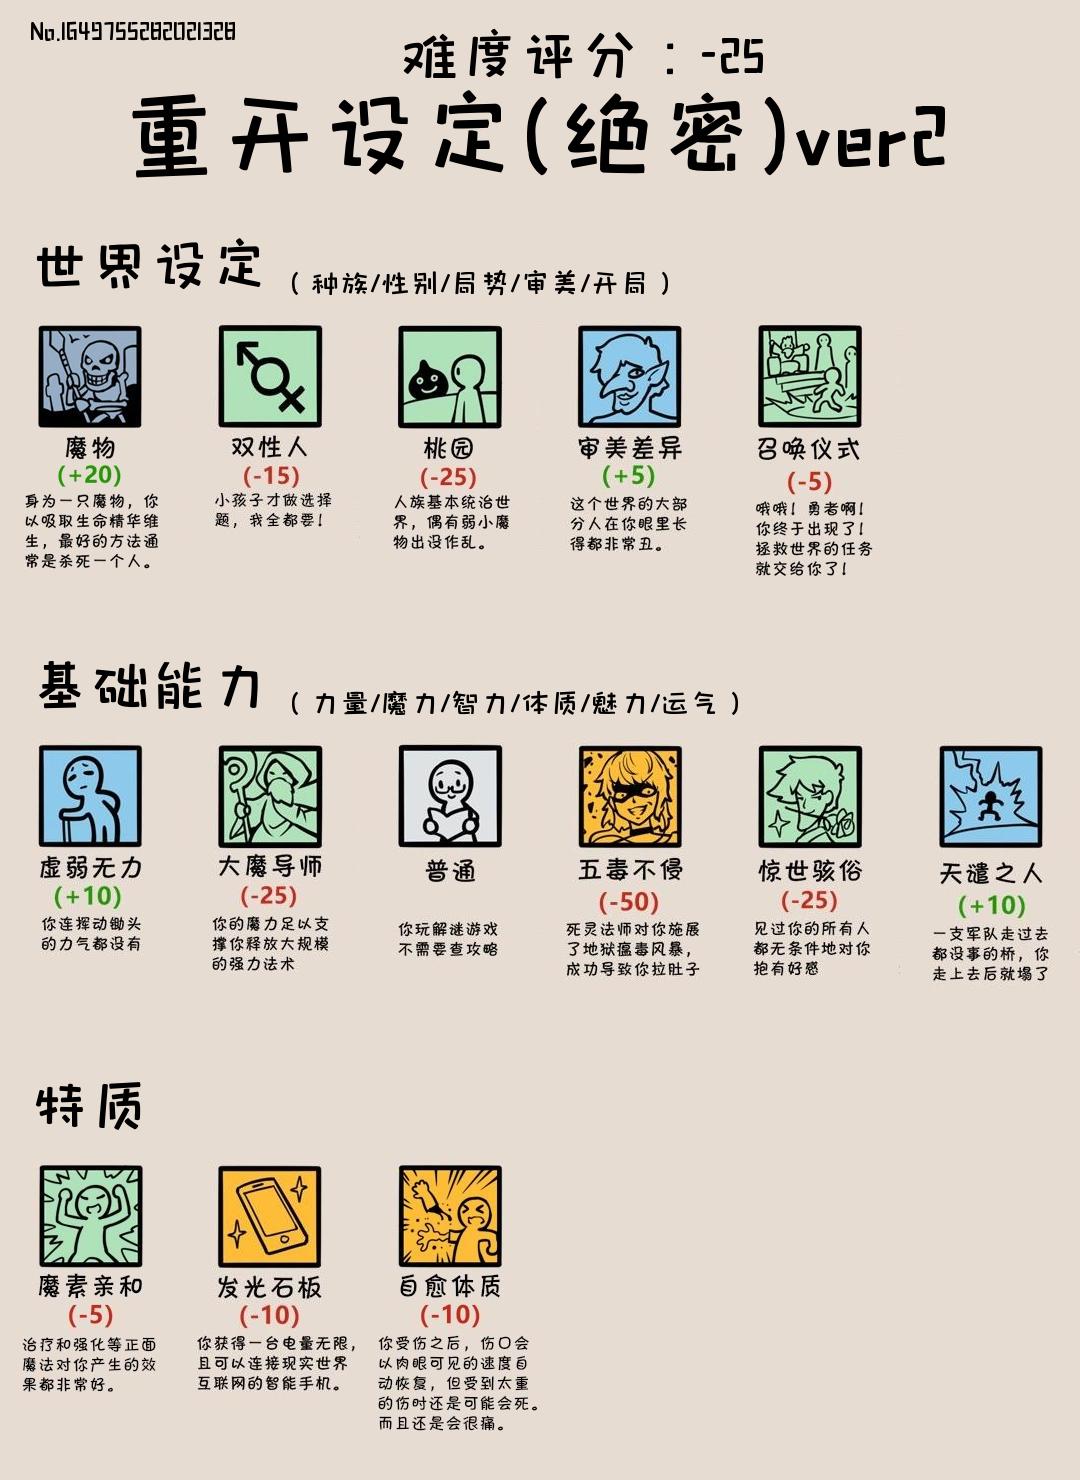 No.1649755282021328
难度评分：-25
重开设定(绝密)ver2
世界设定（种族/性别/局势/审美/开局）
魔物
(+20)
身为一只魔物，你
以吸取生命精华维
生，最好的方法通
常是杀死一个人。
双性人
(-15)
小孩子才做选择
题，我全都要！
桃园
(-25)
人族基本统治世
界，偶有弱小魔
物出没作乱。
审美差异
(+5)
这个世界的大部
分人在你眼里长
得都非常丑。
召唤仪式
(-5)
哦哦！勇者啊！
你终于出现了！
拯救世界的任务
就交给你了！
基础能力（力量/魔力/智力/体质/魅力/运气）
虚弱无力
(+10)
你连挥动锄头
的力气都没有
大魔导师
(-25)
你的魔力足以支
撑你释放大规模
的强力法术
普通
你玩解谜游戏
不需要查攻略
五毒不侵
(-50)
死灵法师对你施展
了地狱瘟毒风暴，
成功导致你拉肚子
惊世骇俗
(-25)
见过你的所有人
都无条件地对你
抱有好感
天谴之人
(+10)
一支军队走过去
都没事的桥，你
走上去后就塌了
特质
魔素亲和
(-5)
治疗和强化等正面
魔法对你产生的效
果都非常好。
发光石板
(-10)
你获得一台电量无限，
且可以连接现实世界
互联网的智能手机。
自愈体质
(-10)
你受伤之后，伤口会
以肉眼可见的速度自
动恢复，但受到太重
的伤时还是可能会死。
而且还是会很痛。